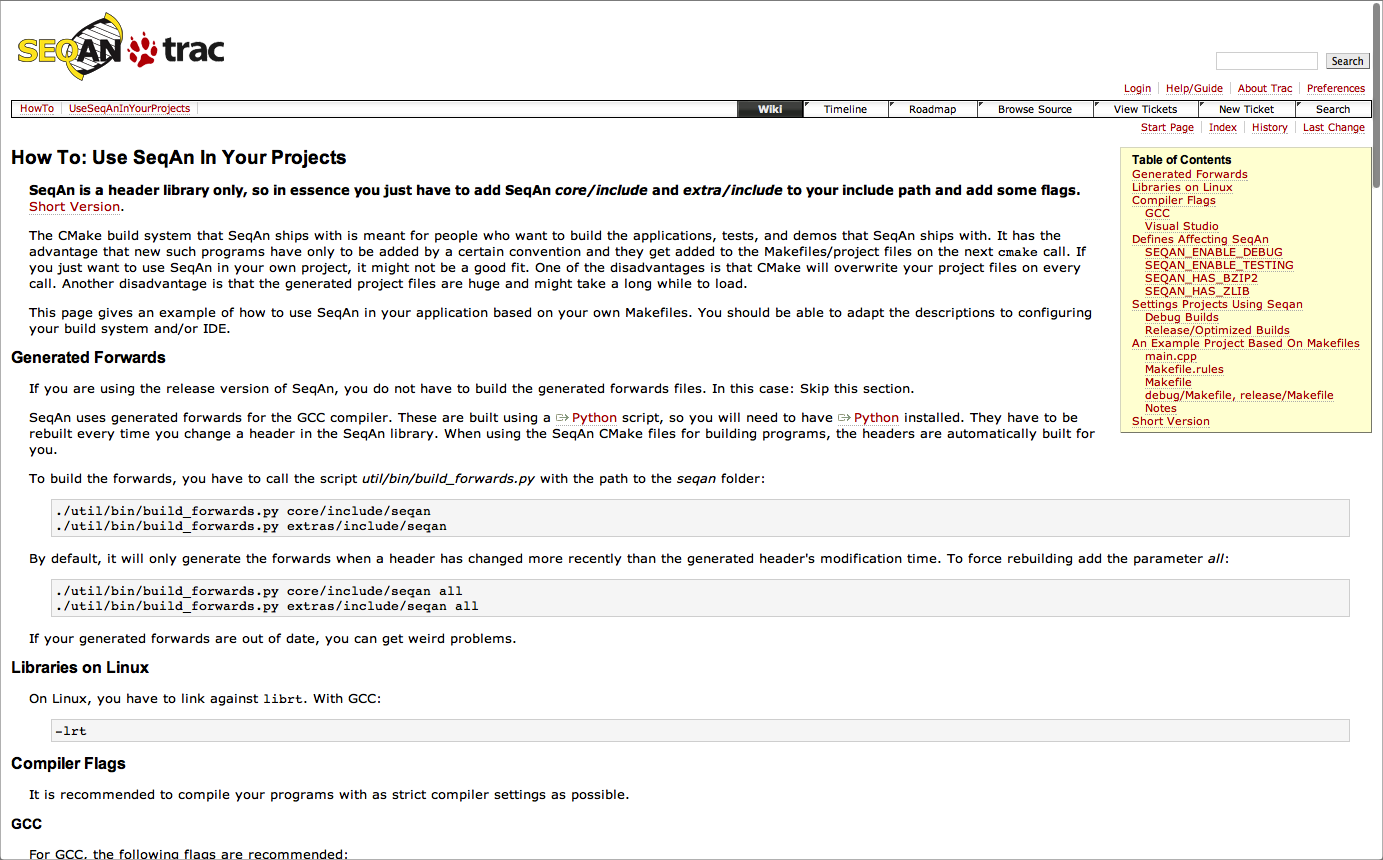 SEQAN trac
Search
Login Help/Guide About Trac Preferences
HowTo UseSeqAnInYourProjects Wiki Timeline Roadmap Browse Source View Tickets New Ticket Search
Start Page Index History Last Change
How To: Use SeqAn In Your Projects
SeqAn is a header library only, so in essence you just have to add SeqAn core/include and extra/include to your include path and add some flags.
Short Version.
The CMake build system that SeqAn ships with is meant for people who want to build the applications, tests, and demos that SeqAn ships with. It has the
advantage that new such programs have only to be added by a certain convention and they get added to the Makefiles/project files on the next cmake call. If
you just want to use SeqAn in your own project, it might not be a good fit. One of the disadvantages is that CMake will overwrite your project files on every
call. Another disadvantage is that the generated project files are huge and might take a long while to load.
This page gives an example of how to use SeqAn in your application based on your own Makefiles. You should be able to adapt the descriptions to configuring
your build system and/or IDE.
Table of Contents
Generated Forwards
Libraries on Linux
Compiler Flags
GCC
Visual Studio
Defines Affecting SeqAn
SEQAN_ENABLE_DEBUG
SEQAN_ENABLE_TESTING
SEQAN_HAS_BZIP2
SEQAN_HAS_ZLIB
Settings Projects Using Seqan
Debug Builds
Release/Optimized Builds
An Example Project Based On Makefiles
main.cpp
Makefile.rules
Makefile
debug/Makefile, release/Makefile
Notes
Short Version
Generated Forwards
If you are using the release version of SeqAn, you do not have to build the generated forwards files. In this case: Skip this section.
SeqAn uses generated forwards for the GCC compiler. These are built using a Python script, so you will need to have Python installed. They have to be
rebuilt every time you change a header in the SeqAn library. When using the SeqAn CMake files for building programs, the headers are automatically built for
you.
To build the forwards, you have to call the script util/bin/build_forwards.py with the path to the seqan folder:
./util/bin/build_forwards.py core/include/seqan
./util/bin/build_forwards.py extras/include/seqan
By default, it will only generate the forwards when a header has changed more recently than the generated header's modification time. To force rebuilding add the parameter all:
./util/bin/build_forwards.py core/include/seqan all
./util/bin/build_forwards.py extras/include/seqan all
If your generated forwards are out of date, you can get weird problems.
Libraries on Linux
On Linux, you have to link against librt. With GCC:
-lrt
Compiler Flags
It is recommended to compile your programs with as strict compiler settings as possible.
GCC
For GCC, the following flags are recommended: